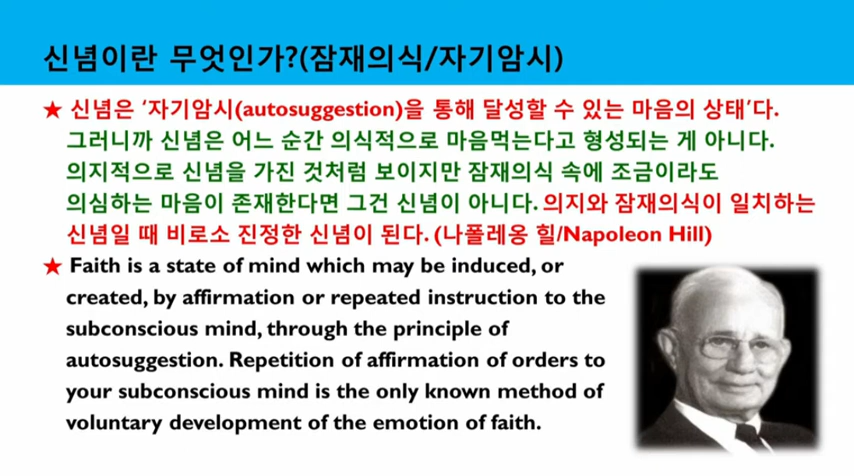 신념이란 무엇인가?(잠재의식/자기암시)
★ 신념은 ‘자기암시(autosuggestion)을 통해 달성할 수 있는 마음의 상태’다.
그러니까 신념은 어느 순간 의식적으로 마음먹는다고 형성되는 게 아니다.
의지적으로 신념을 가진 것처럼 보이지만 잠재의식 속에 조금이라도
의심하는 마음이 존재한다면 그건 신념이 아니다. 의지와 잠재의식이 일치하는
신념일 때 비로소 진정한 신념이 된다. (나폴레옹 힐/Napoleon Hill)
★ Faith is a state of mind which may be induced, or
created, by affirmation or repeated instruction to the
subconscious mind, through the principle of
autosuggestion. Repetition of affirmation of orders to
your subconscious mind is the only known method of
voluntary development of the emotion of faith.